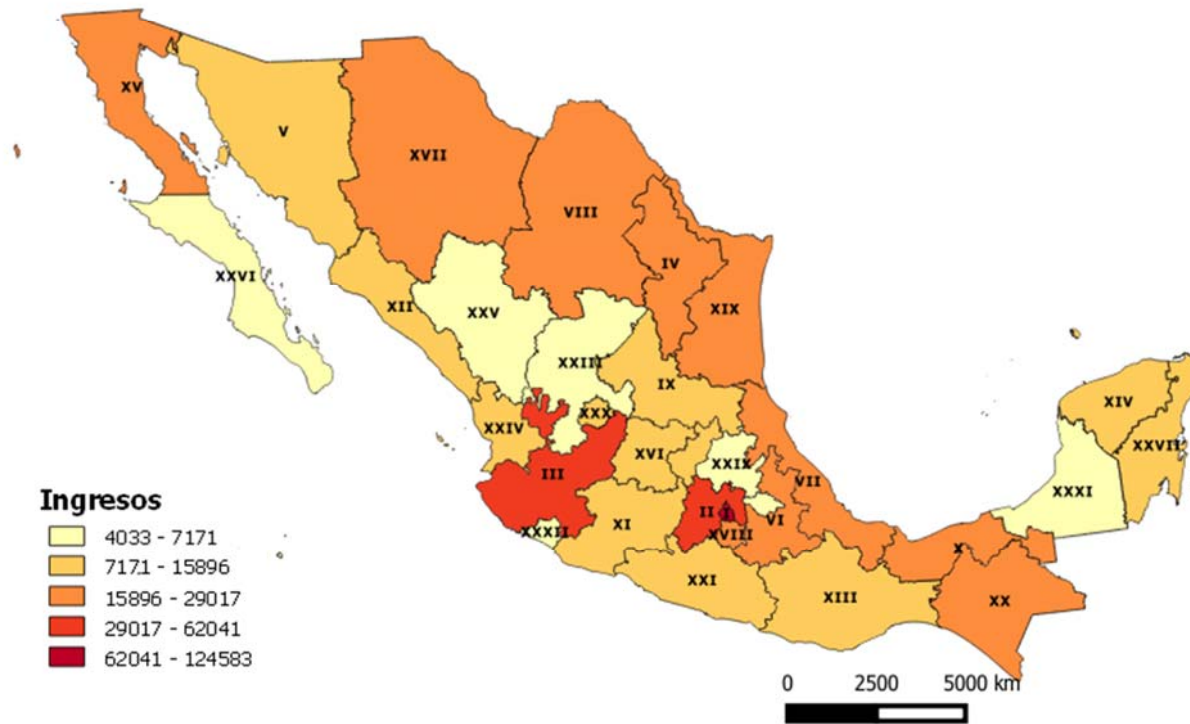 XV
V
XVII
VIII
IV
XIX
XXVI
XII
XXV
XXIII
IX
XXIV
XXX
XVI
XXIX
VII
XIV
XXVII
XXXI
III
II
I
VI
XVIII
XXXII
XI
XXI
XIII
X
XX
Ingresos
4033 - 7171
7171 - 15896
15896 - 29017
29017 - 62041
62041 - 124583
0 2500 5000 km